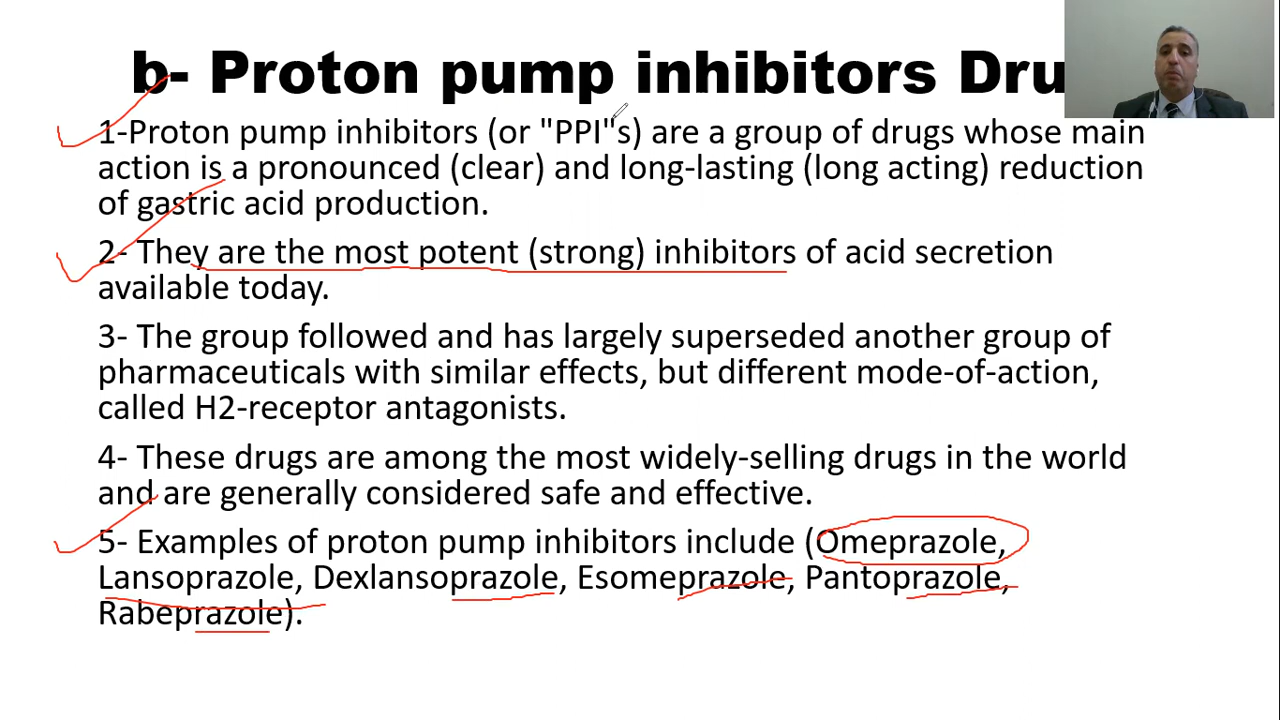 b- Proton pump inhibitors Dru
1-Proton pump inhibitors (or "PPI"s) are a group of drugs whose main
action is a pronounced (clear) and long-lasting (long acting) reduction
of gastric acid production.
2- They are the most potent (strong) inhibitors of acid secretion
available today.
3- The group followed and has largely superseded another group of
pharmaceuticals with similar effects, but different mode-of-action,
called H2-receptor antagonists.
4- These drugs are among the most widely-selling drugs in the world
and are generally considered safe and effective.
5- Examples of proton pump inhibitors include (Omeprazole,
Lansoprazole, Dexlansoprazole, Esomeprazole, Pantoprazole,
Rabeprazole).